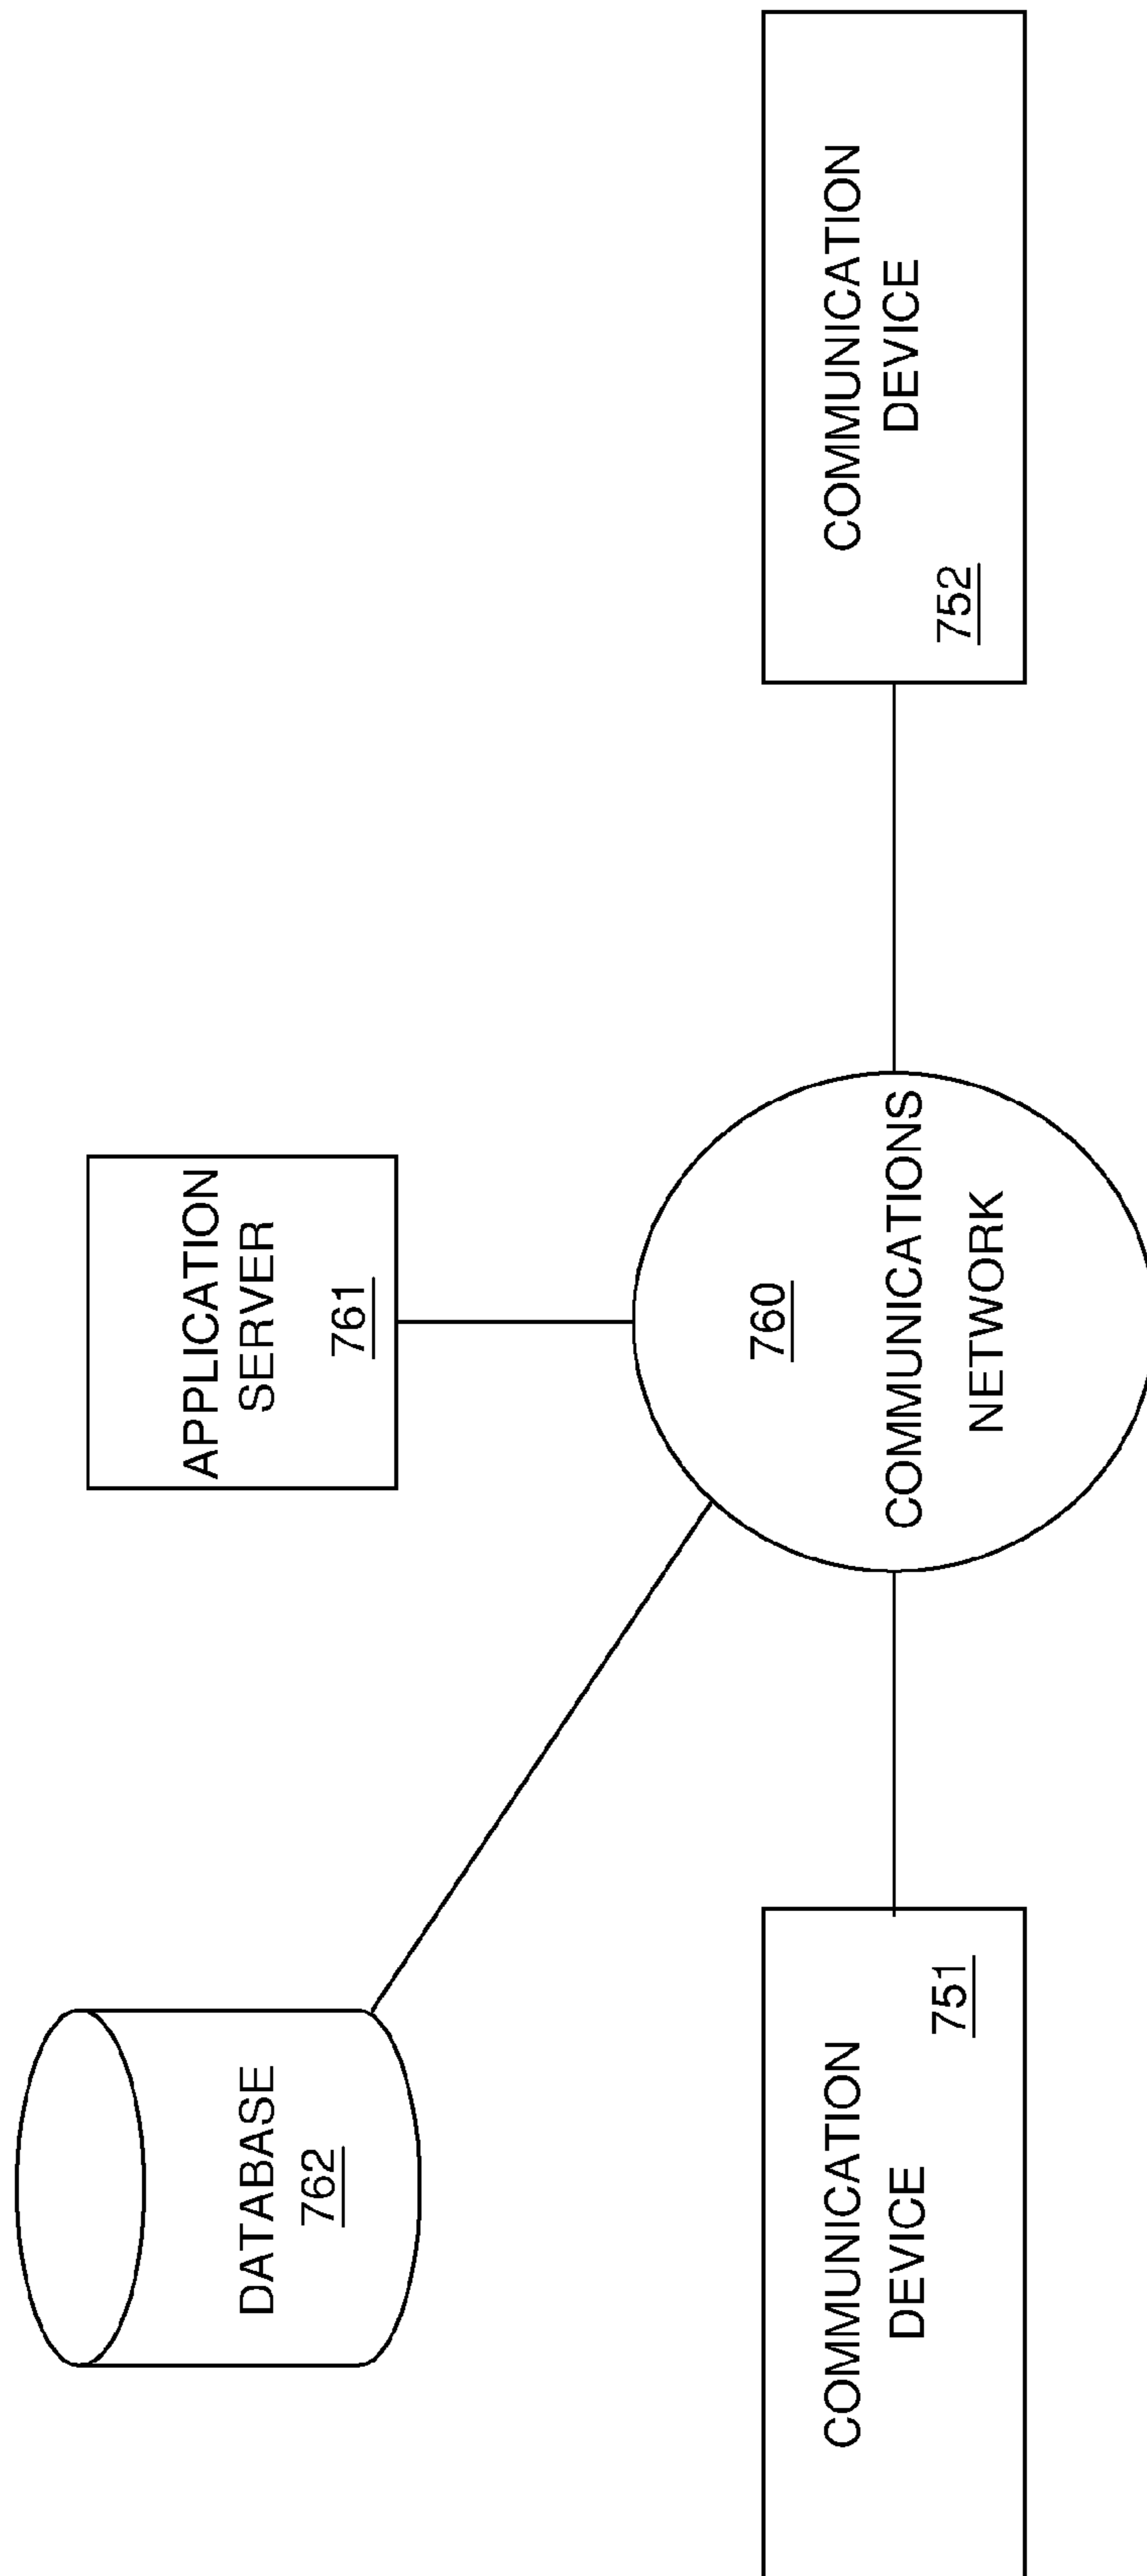 DATABASE
762
APPLICATION
SERVER
761
COMMUNICATION
DEVICE
751
760
COMMUNICATIONS
NETWORK
COMMUNICATION
DEVICE
752